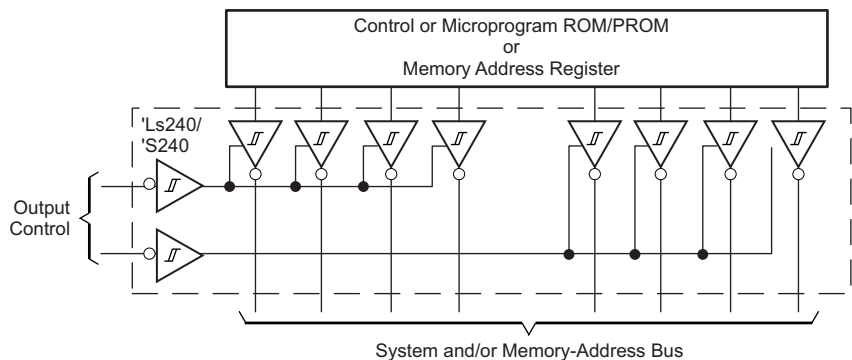 Control or Microprogram ROM/PROM
or
Memory Address Register
'Ls240/
'S240
Output
Control
System and/or Memory-Address Bus